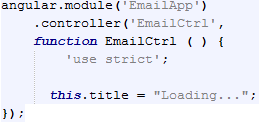 angular.module('EmailApp')
.controller('EmailCtrl',
function EmailCtrl ( ) {
'use strict';
this.title = "Loading...";
});